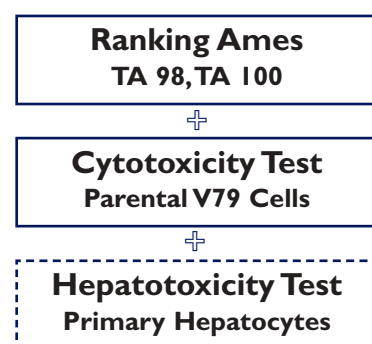 Ranking Ames
TA 98, TA 100
+
Cytotoxicity Test
Parental V79 Cells
+
Hepatotoxicity Test
Primary Hepatocytes